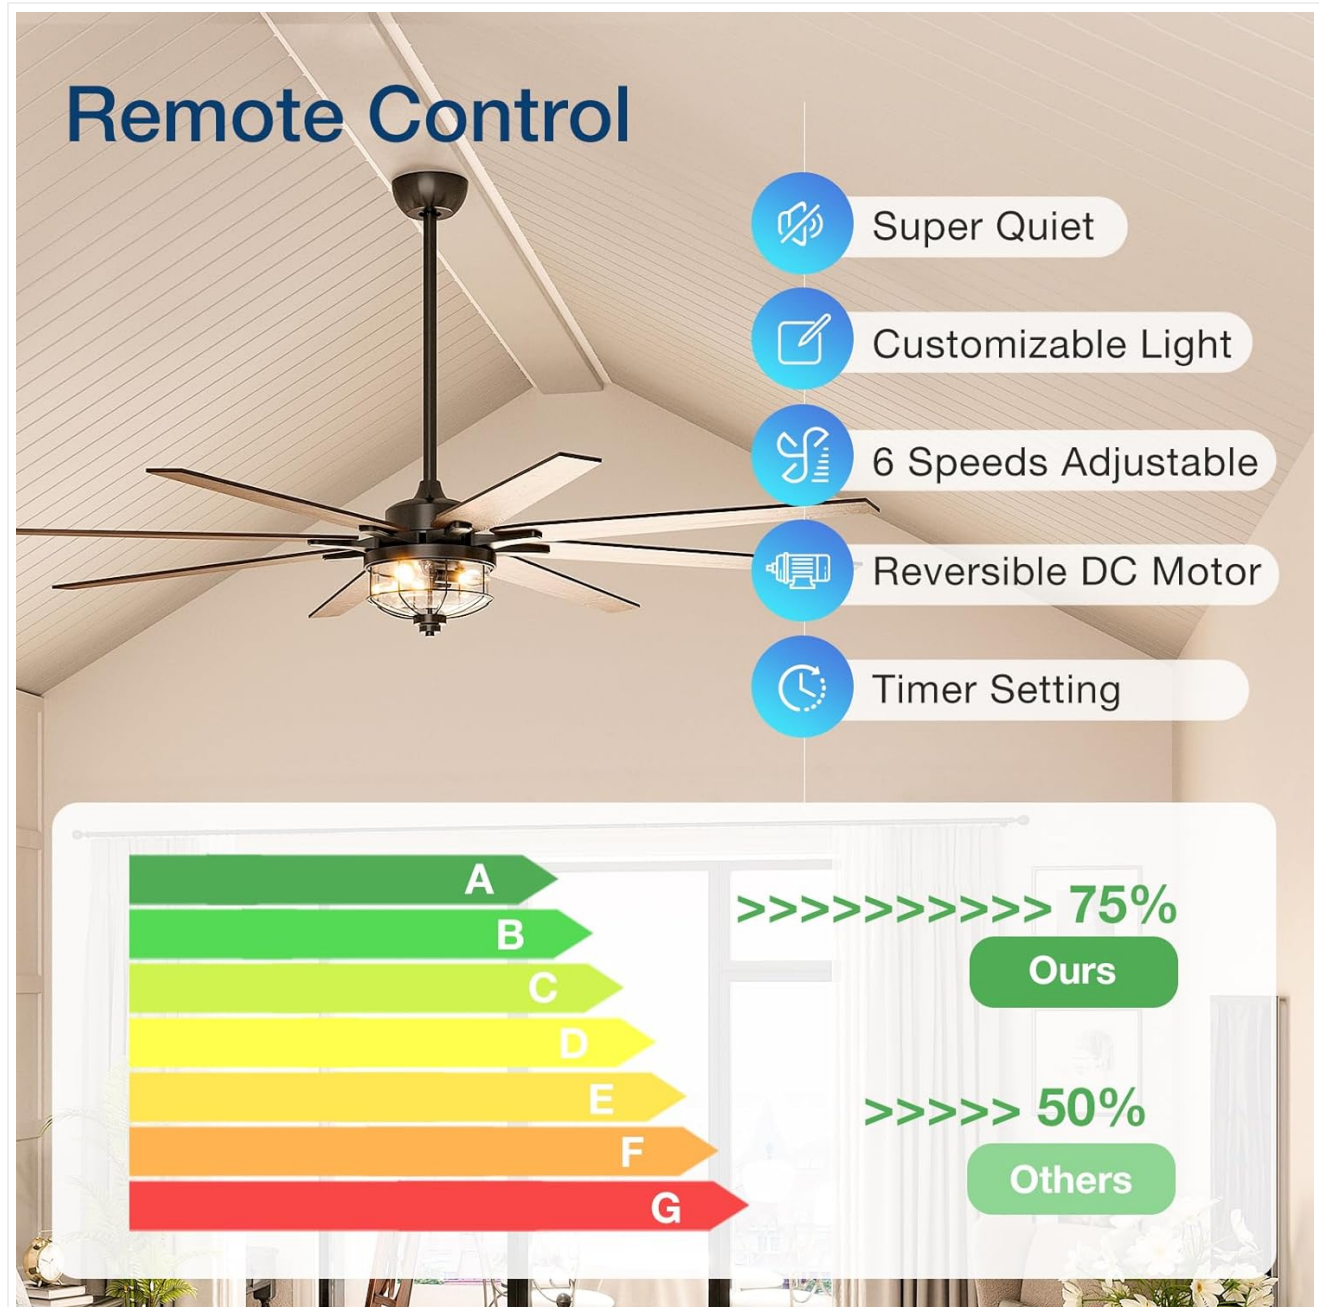 Remote Control
Super Quiet
Customizable Light
6 Speeds Adjustable
Reversible DC Motor
Timer Setting
A
B
C
D
E
F
G
>>>>>>>>>> 75%
Ours
>>>>> 50%
Others